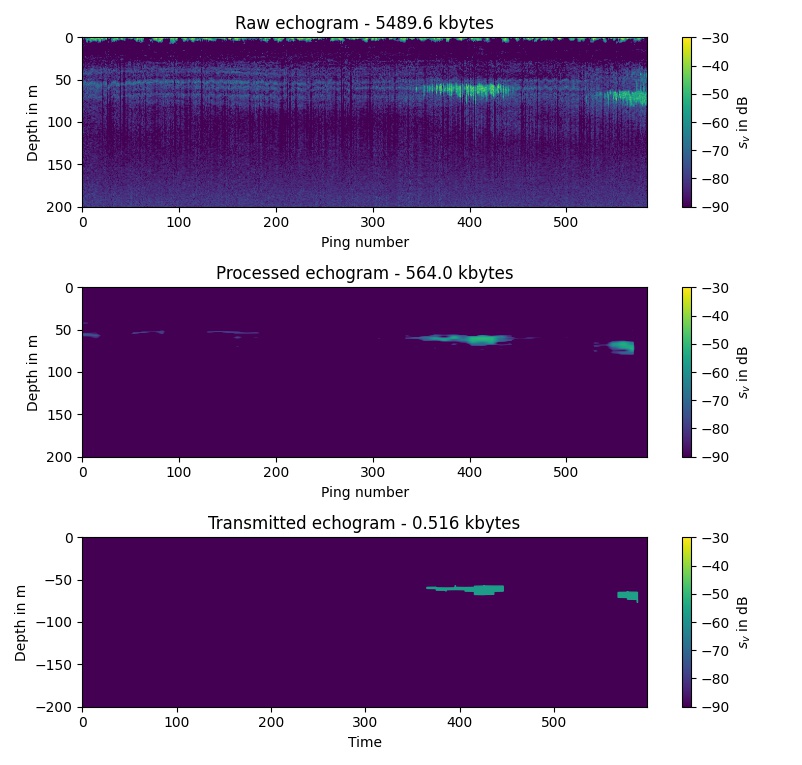 Raw echogram - 5489.6 kbytes
0
50
100
150
200
Depth in m
0 100 200 300 400 500
Ping number
−30
−40
−50
−60
−70
−80
−90
sv in dB
Processed echogram - 564.0 kbytes
0
50
100
150
200
Depth in m
0 100 200 300 400 500
Ping number
−30
−40
−50
−60
−70
−80
−90
sv in dB
Transmitted echogram - 0.516 kbytes
0
−50
−100
−150
−200
Depth in m
0 100 200 300 400 500
Time
−30
−40
−50
−60
−70
−80
−90
sv in dB